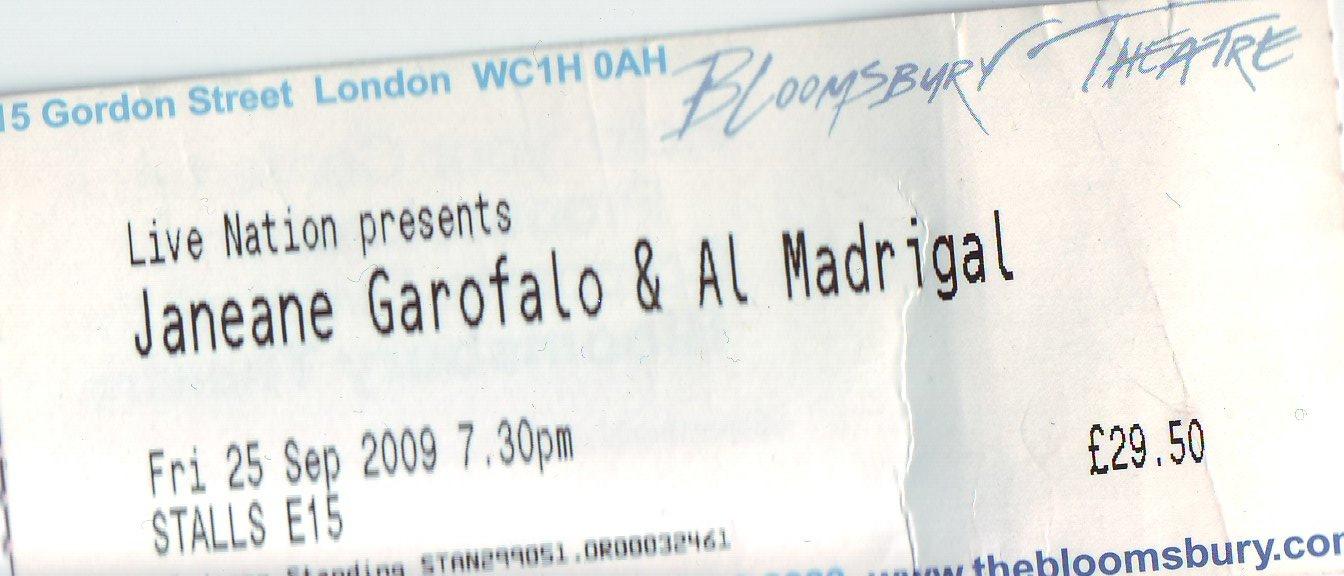 15 Gordon Street London WC1H 0AH
BLOOMSBURY THEATRE
Live Nation presents
Janeane Garofalo & Al Madrigal
Fri 25 Sep 2009 7.30pm
£29.50
STALLS E15
Standing STAN299051.OR00032461
www.thebloomsbury.com